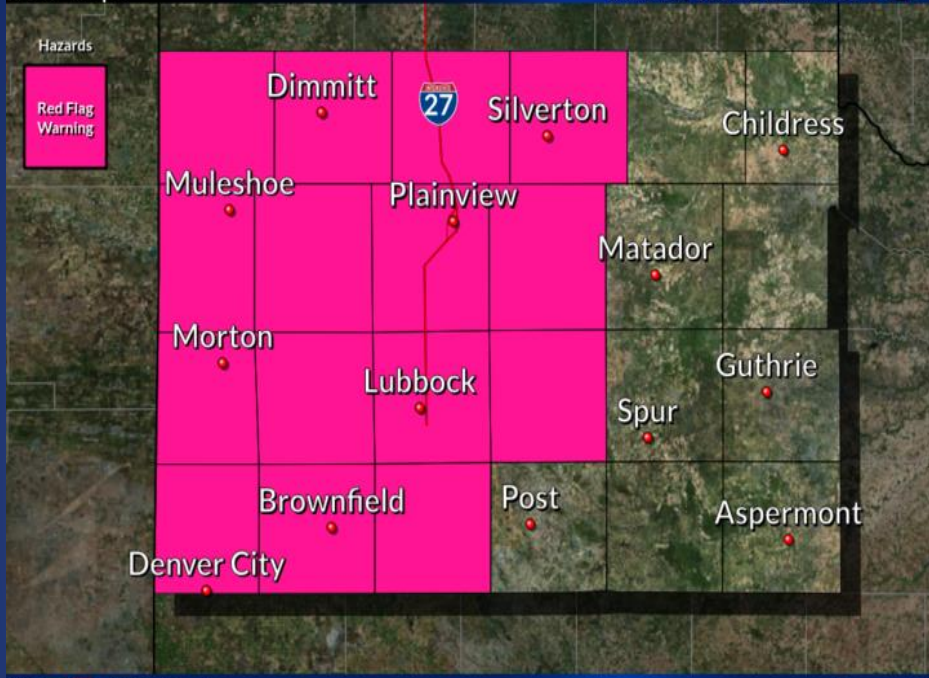 Hazards
Red Flag
Warning
Dimmitt
INTERSTATE
27
Silverton
Childress
Muleshoe
Plainview
Matador
Morton
Lubbock
Guthrie
Spur
Brownfield
Post
Aspermont
Denver City